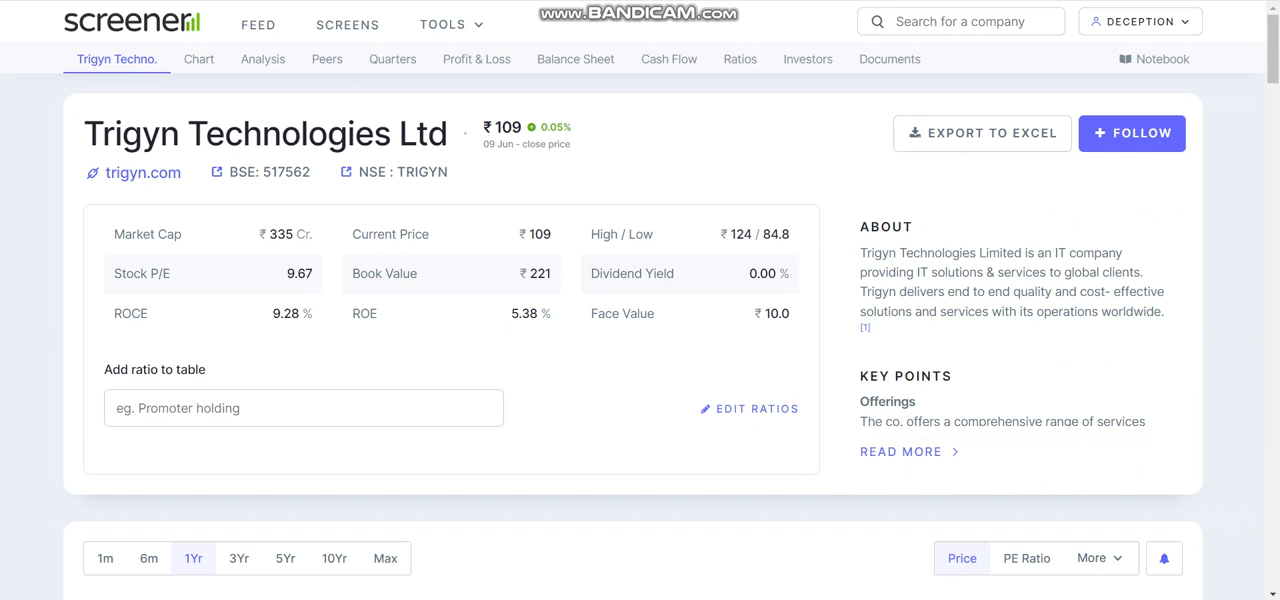 screener
FEED
SCREENS
TOOLS
www.BANDICAM.com
Search for a company
DECEPTION
Trigyn Techno.
Chart
Analysis
Peers
Quarters
Profit & Loss
Balance Sheet
Cash Flow
Ratios
Investors
Documents
Notebook
Trigyn Technologies Ltd
₹ 109 0.05%
09 Jun - close price
EXPORT TO EXCEL
+ FOLLOW
trigyn.com
BSE: 517562
NSE : TRIGYN
Market Cap ₹ 335 Cr.
Current Price ₹ 109
High / Low ₹ 124 / 84.8
Stock P/E 9.67
Book Value ₹ 221
Dividend Yield 0.00 %
ROCE 9.28 %
ROE 5.38 %
Face Value ₹ 10.0
Add ratio to table
eg. Promoter holding
EDIT RATIOS
ABOUT
Trigyn Technologies Limited is an IT company
providing IT solutions & services to global clients.
Trigyn delivers end to end quality and cost- effective
solutions and services with its operations worldwide.
[1]
KEY POINTS
Offerings
The co. offers a comprehensive range of services
READ MORE
1m
6m
1Yr
3Yr
5Yr
10Yr
Max
Price
PE Ratio
More